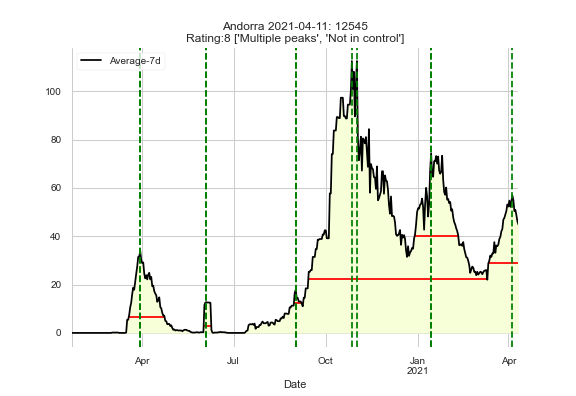 Andorra 2021-04-11: 12545
Rating:8 ['Multiple peaks', 'Not in control']
Average-7d
100
80
60
40
20
0
Apr
Jul
Oct
Jan
2021
Apr
Date